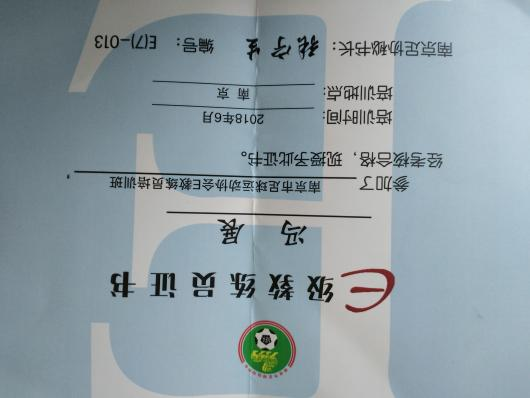 E级教练员证书
冯展
参加了南京市足球运动协会E教练员培训班，
经考核合格，现授予此证书。
培训时间：2018年6月
培训地点：南京
南京足协秘书长： 编号：E(7)-013